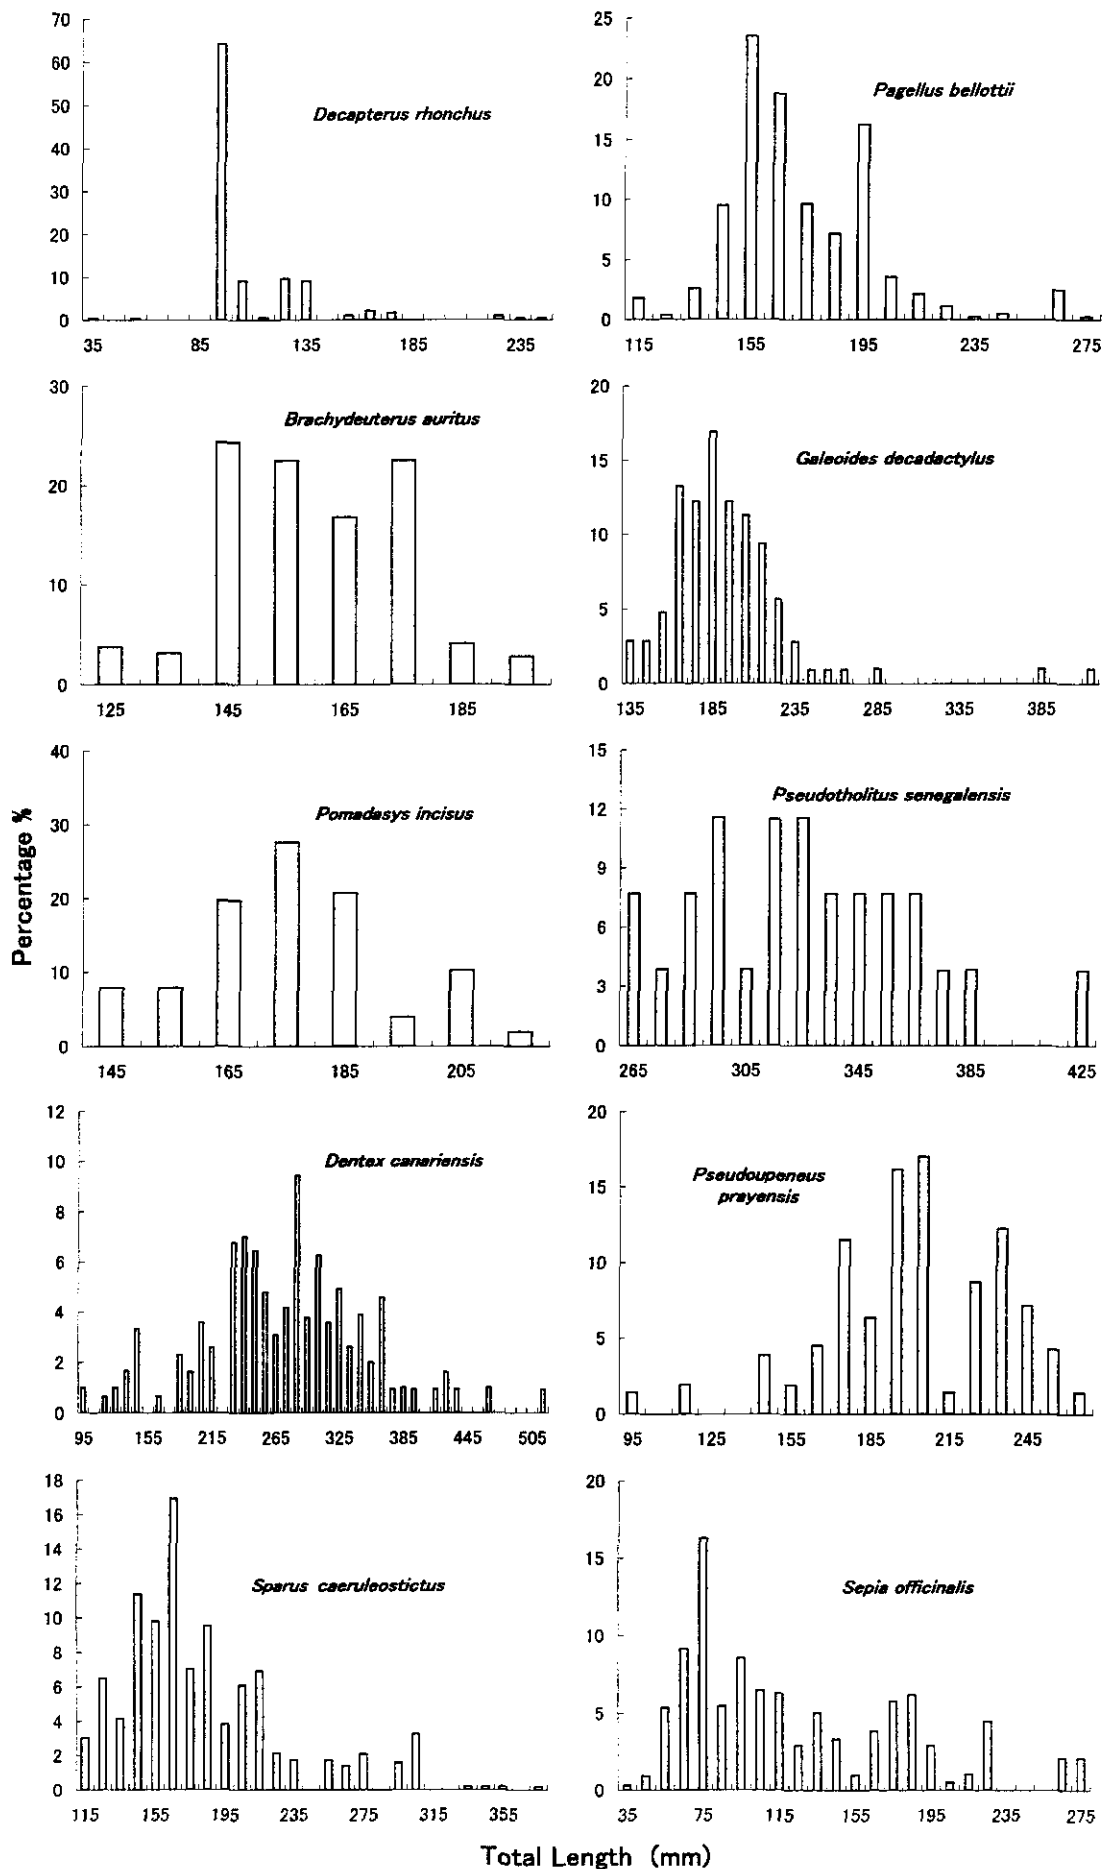 70
60
50
40
30
20
10
0
Decapterus rhonchus
35 85 135 185 235
25
20
15
10
5
0
Pagellus bellottii
115 155 195 235 275
30
20
10
0
Brachydeuterus auritus
125 145 165 185
20
15
10
5
0
Galeoides decadactylus
135 185 235 285 335 385
Percentage %
40
30
20
10
0
Pomadasys incisus
145 165 185 205
15
12
9
6
3
0
Pseudotholitus senegalensis
265 305 345 385 425
12
10
8
6
4
2
0
Dentex canariensis
95 155 215 265 325 385 445 505
20
15
10
5
0
Pseudoupeneus
prayensis
95 125 155 185 215 245
18
16
14
12
10
8
6
4
2
0
Sparus caeruleostictus
115 155 195 235 275 315 355
20
15
10
5
0
Sepia officinalis
35 75 115 155 195 235 275
Total Length (mm)